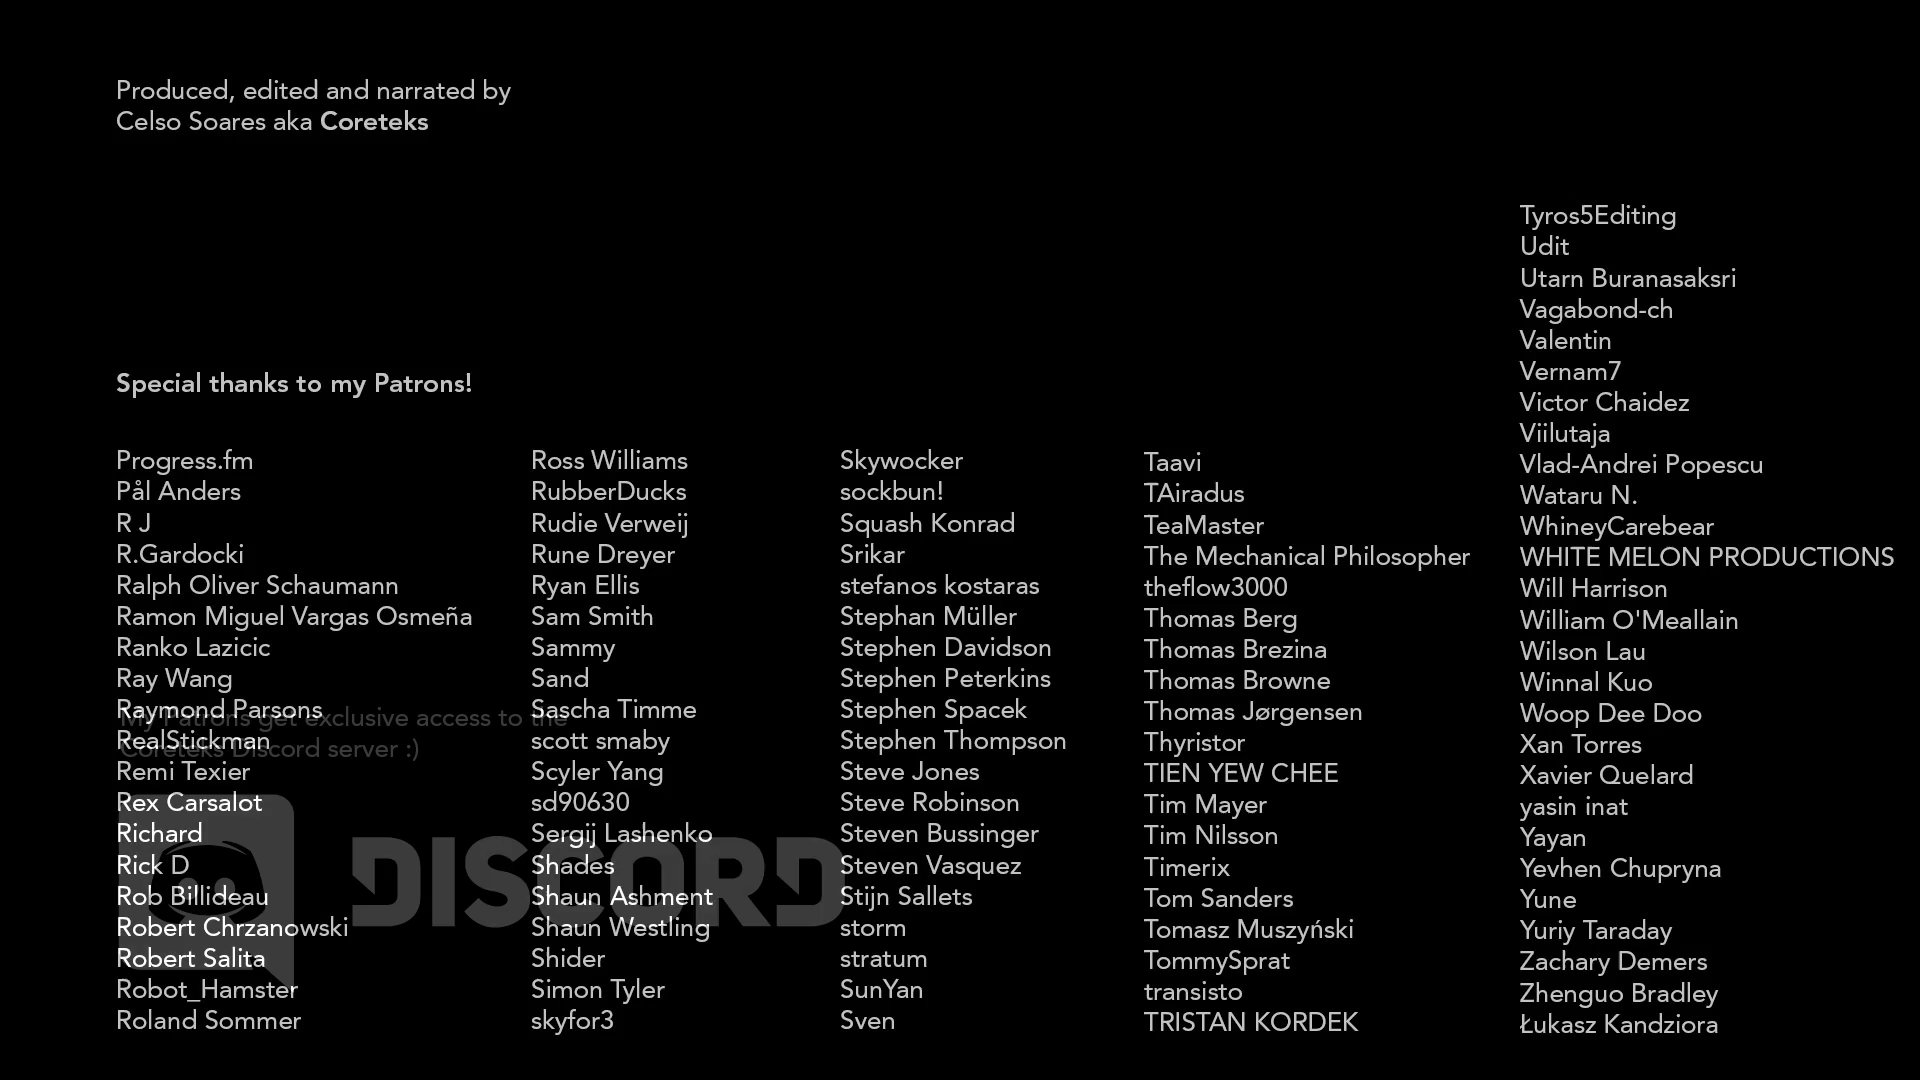 Produced, edited and narrated by
Celso Soares aka Coreteks
Special thanks to my Patrons!
Progress.fm
Pål Anders
R J
R.Gardocki
Ralph Oliver Schaumann
Ramon Miguel Vargas Osmeña
Ranko Lazicic
Ray Wang
Raymond Parsons
RealStickman
Remi Texier
Rex Carsalot
Richard
Rick D
Rob Billideau
Robert Chrzanowski
Robert Salita
Robot_Hamster
Roland Sommer
My Patrons get exclusive access to the
Coreteks Discord server :)
DISCORD
Ross Williams
RubberDucks
Rudie Verweij
Rune Dreyer
Ryan Ellis
Sam Smith
Sammy
Sand
Sascha Timme
scott smaby
Scyler Yang
sd90630
Sergij Lashenko
Shades
Shaun Ashment
Shaun Westling
Shider
Simon Tyler
skyfor3
Skywocker
sockbun!
Squash Konrad
Srikar
stefanos kostaras
Stephan Müller
Stephen Davidson
Stephen Peterkins
Stephen Spacek
Stephen Thompson
Steve Jones
Steve Robinson
Steven Bussinger
Steven Vasquez
Stijn Sallets
storm
stratum
SunYan
Sven
Taavi
TAiradus
TeaMaster
The Mechanical Philosopher
theflow3000
Thomas Berg
Thomas Brezina
Thomas Browne
Thomas Jørgensen
Thyristor
TIEN YEW CHEE
Tim Mayer
Tim Nilsson
Timerix
Tom Sanders
Tomasz Muszyński
TommySprat
transisto
TRISTAN KORDEK
Tyros5Editing
Udit
Utarn Buranasaksri
Vagabond-ch
Valentin
Vernam7
Victor Chaidez
Viilutaja
Vlad-Andrei Popescu
Wataru N.
WhineyCarebear
WHITE MELON PRODUCTIONS
Will Harrison
William O'Meallain
Wilson Lau
Winnal Kuo
Woop Dee Doo
Xan Torres
Xavier Quelard
yasin inat
Yayan
Yevhen Chupryna
Yune
Yuriy Taraday
Zachary Demers
Zhenguo Bradley
Łukasz Kandziora